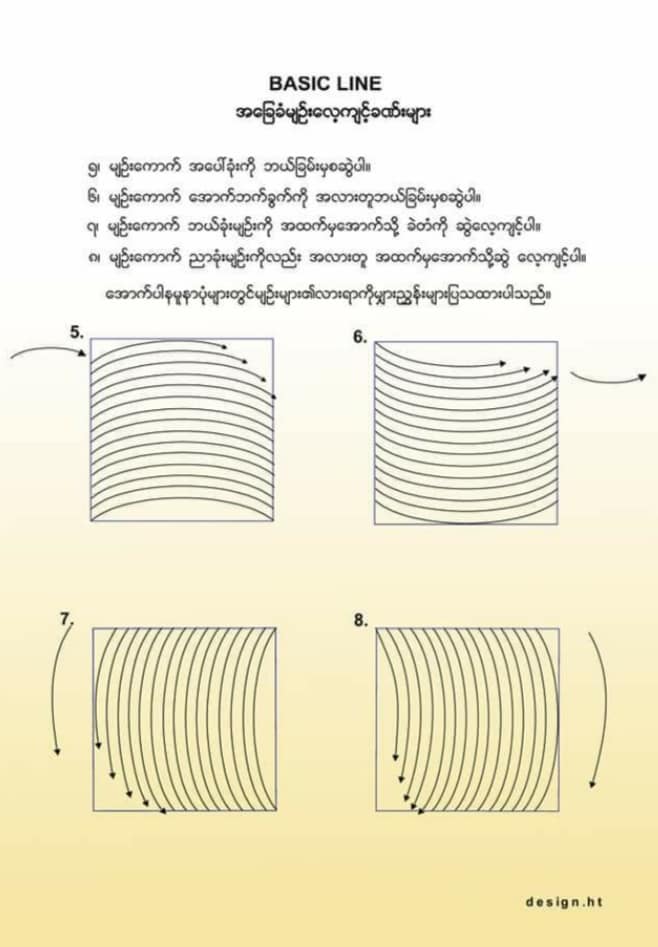 BASIC LINE
အခြေခံမျဉ်းလေ့ကျင့်ခဏ်းများ
၅၊ မျဉ်းကောက် အပေါ်ခုံးကို ဘယ်ခြမ်းမှစဆွဲပါ။
၆၊ မျဉ်းကောက် အောက်ဘက်ခွက်ကို အလားတူဘယ်ခြမ်းမှစဆွဲပါ။
၇၊ မျဉ်းကောက် ဘယ်ခုံးမျဉ်းကို အထက်မှအောက်သို့ ခဲတံကို ဆွဲလေ့ကျင့်ပါ။
၈၊ မျဉ်းကောက် ညာခုံးမျဉ်းကိုလည်း အလားတူ အထက်မှအောက်သို့ဆွဲ လေ့ကျင့်ပါ။
အောက်ပါနမူနာပုံများတွင်မျဉ်းများ၏လားရာကိုမျှားညွှန်းများပြသထားပါသည်။
5.
6.
7.
8.
design.ht